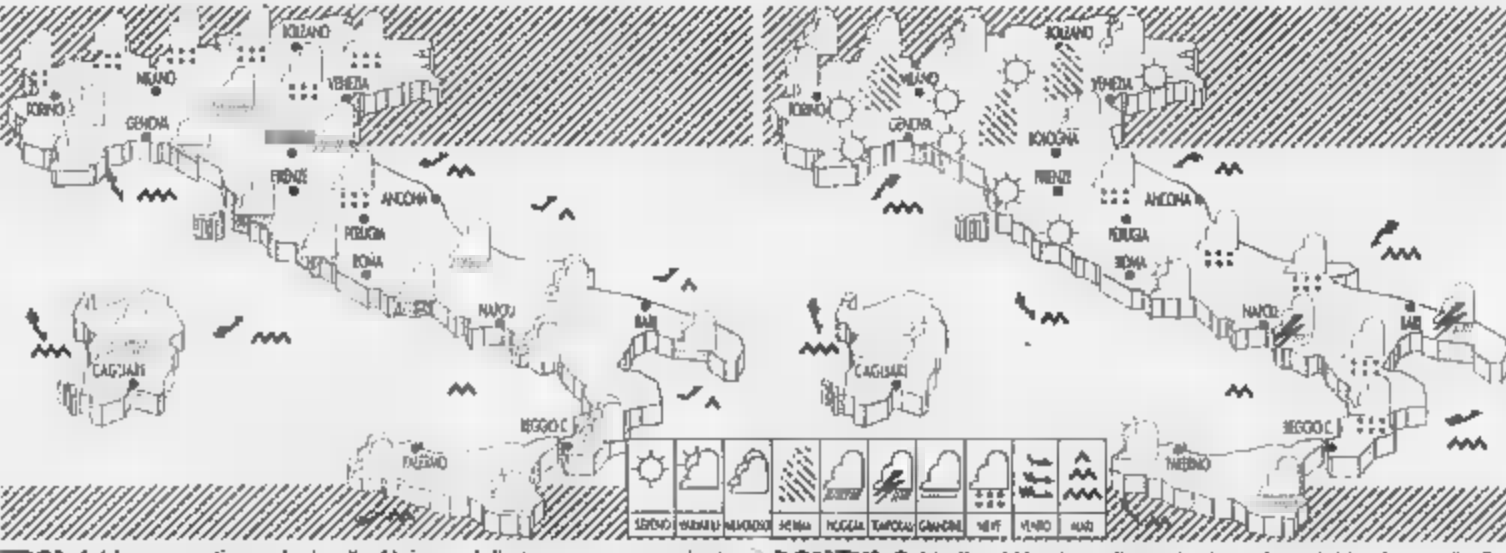 BOLZANO
MILANO
VENEZIA
TORINO
GENOVA
FIRENZE
ANCONA
PERUGIA
ROMA
NAPOLI
BARI
CAGLIARI
REGGIO C.
PALERMO
BOLZANO
MILANO
VENEZIA
TORINO
GENOVA
BOLOGNA
FIRENZE
ANCONA
PERUGIA
ROMA
NAPOLI
BARI
CAGLIARI
REGGIO C.
PALERMO
SERENO VARIABILE NUVOLOSO NEBBIA PIOGGIA TEMPORALI GRANDINE NEVE VENTO MARI